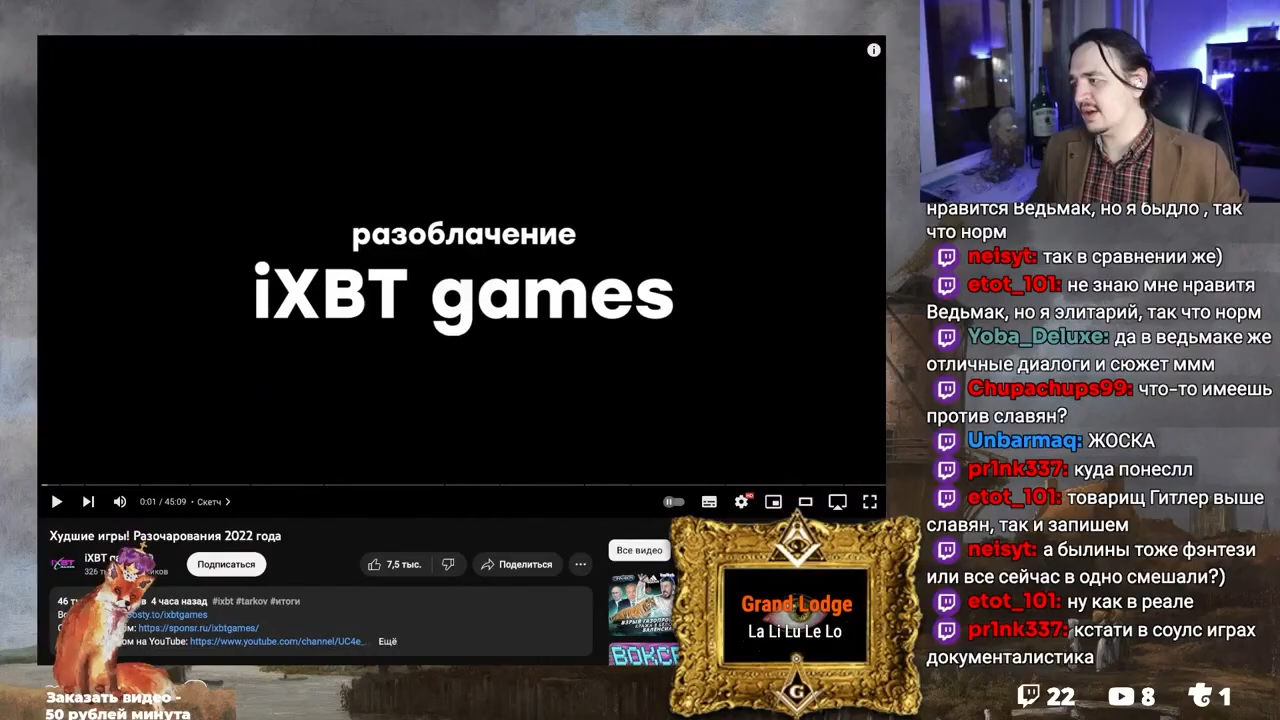 разоблачение
iXBT games
0:01 / 45:09 • Скетч
HD
Худшие игры! Разочарования 2022 года
iXBT
326
Подписаться
7,5 тыс.
Поделиться
Все видео
4 часа назад #ixbt #tarkov #итоги
https://sponsr.ru/ixbtgames/
м на YouTube: https://www.youtube.com/channel/UC4e_... Ещё
ВОКС
Заказать видео -
50 рублей минута
Grand Lodge
La Li Lu Le Lo
G
нравится Ведьмак, но я быдло , так
что норм
neisyt: так в сравнении же)
etot_101: не знаю мне нравитя
Ведьмак, но я элитарий, так что норм
Yoba_Deluxe: да в ведьмаке же
отличные диалоги и сюжет ммм
Chupachups99: что-то имеешь
против славян?
Unbarmaq: ЖОСКА
pr1nk337: куда понеслл
etot_101: товарищ Гитлер выше
славян, так и запишем
neisyt: а былины тоже фэнтези
или все сейчас в одно смешали?)
etot_101: ну как в реале
pr1nk337: кстати в соулс играх
документалистика
22
8
1